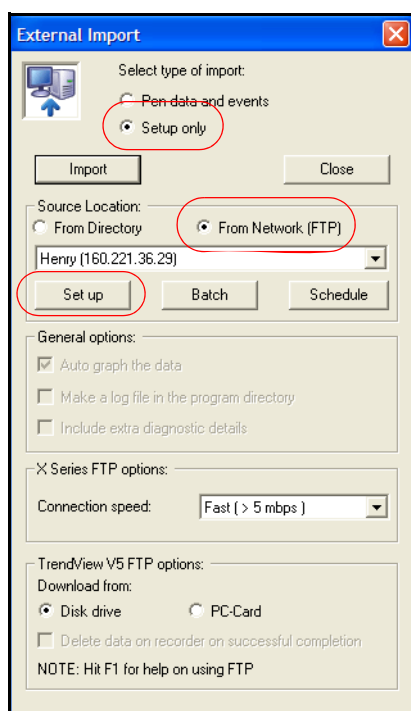 External Import
Select type of import:
Pen data and events
Setup only
Import Close
Source Location:
From Directory From Network (FTP)
Henry (160.221.36.29)
Set up Batch Schedule
General options:
Auto graph the data
Make a log file in the program directory
Include extra diagnostic details
X Series FTP options:
Connection speed: Fast ( > 5 mbps )
TrendView V5 FTP options:
Download from:
Disk drive PC-Card
Delete data on recorder on successful completion
NOTE: Hit F1 for help on using FTP